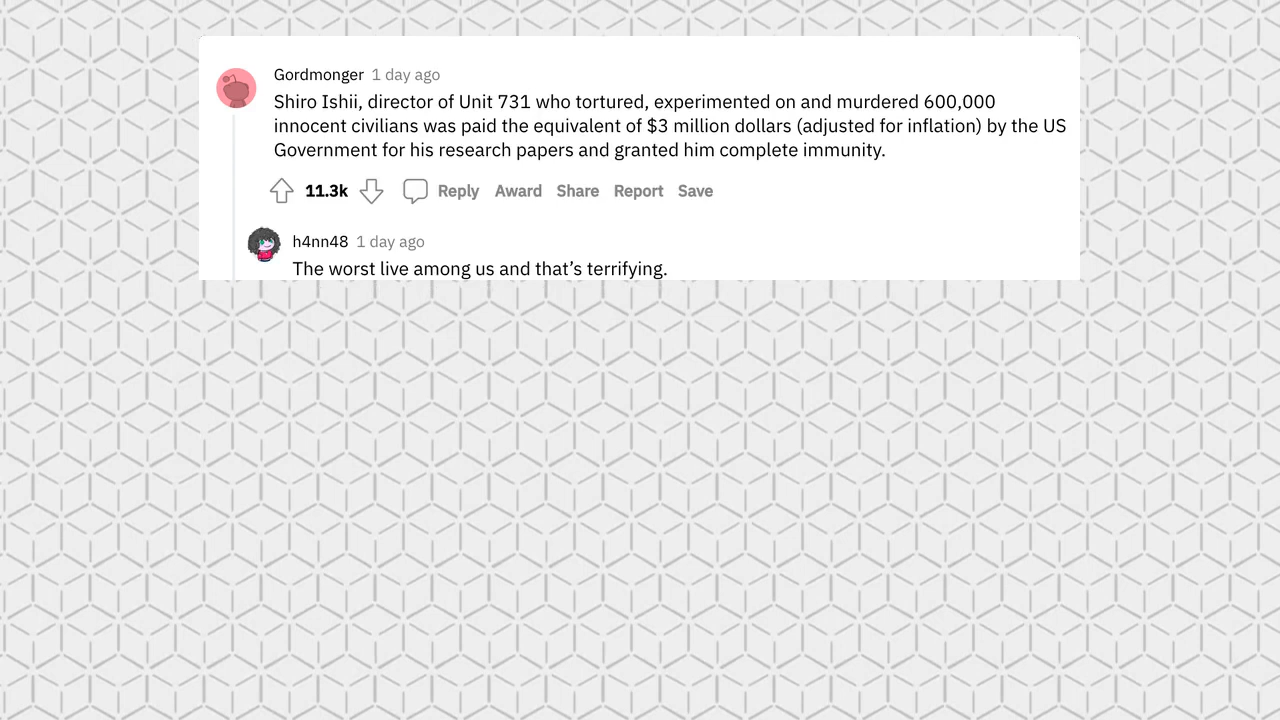 Gordmonger 1 day ago
Shiro Ishii, director of Unit 731 who tortured, experimented on and murdered 600,000
innocent civilians was paid the equivalent of $3 million dollars (adjusted for inflation) by the US
Government for his research papers and granted him complete immunity.
11.3k Reply Award Share Report Save
h4nn48 1 day ago
The worst live among us and that’s terrifying.